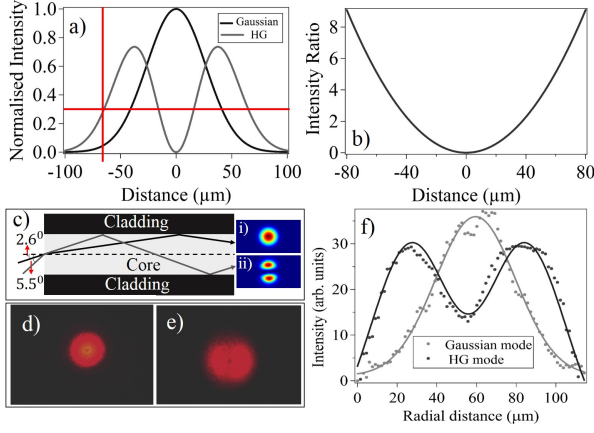 a)
Gaussian
HG
Normalised Intensity
1.0
0.8
0.6
0.4
0.2
0.0
-100 -50 0 50 100
Distance (µm)
b)
Intensity Ratio
8
6
4
2
0
-80 -40 0 40 80
Distance (µm)
c)
Cladding
2.6⁰
Core
5.5⁰
Cladding
i)
ii)
d)
e)
f)
Intensity (arb. units)
30
20
10
0
Gaussian mode
HG mode
0 20 40 60 80 100
Radial distance (µm)